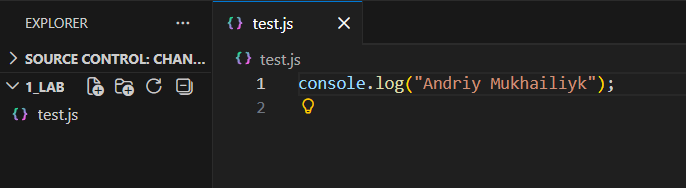 EXPLORER
SOURCE CONTROL: CHAN...
1_LAB
{} test.js
{} test.js
{} test.js
1 console.log("Andriy Mukhailiyk");
2